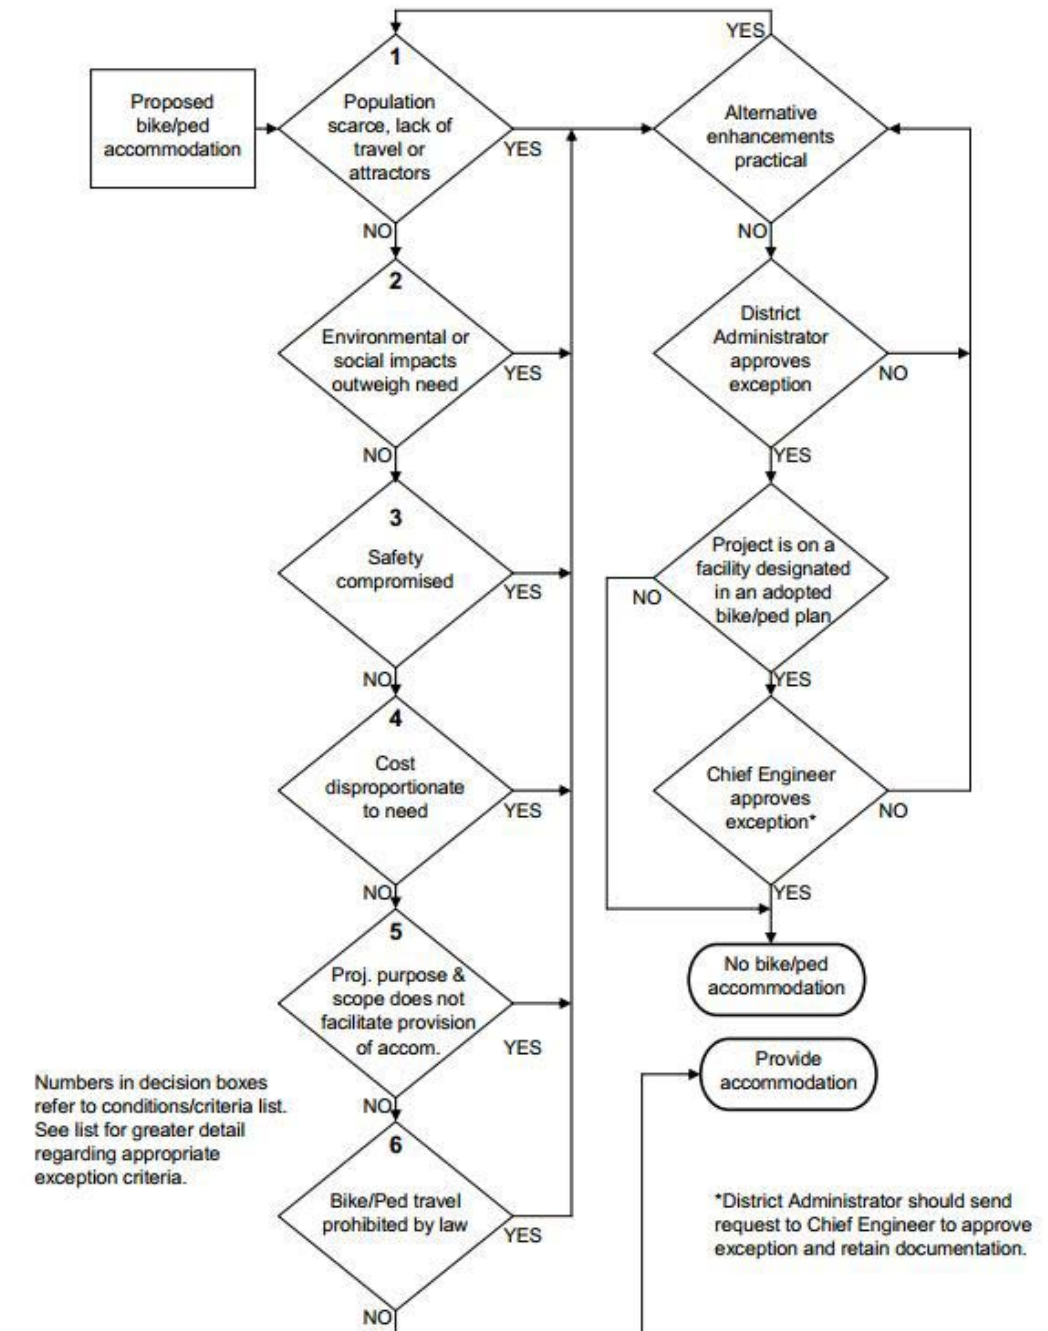 Proposed
bike/ped
accommodation
1
Population
scarce, lack of
travel or
attractors
YES
NO
2
Environmental or
social impacts
outweigh need
YES
NO
3
Safety
compromised
YES
NO
4
Cost
disproportionate
to need
YES
NO
5
Proj. purpose &
scope does not
facilitate provision
of accom.
YES
NO
6
Bike/Ped travel
prohibited by law
YES
NO
YES
Alternative
enhancements
practical
NO
District
Administrator
approves
exception
NO
YES
Project is on a
facility designated
in an adopted
bike/ped plan
NO
YES
Chief Engineer
approves
exception*
NO
YES
No bike/ped
accommodation
Provide
accommodation
Numbers in decision boxes
refer to conditions/criteria list.
See list for greater detail
regarding appropriate
exception criteria.
*District Administrator should send
request to Chief Engineer to approve
exception and retain documentation.